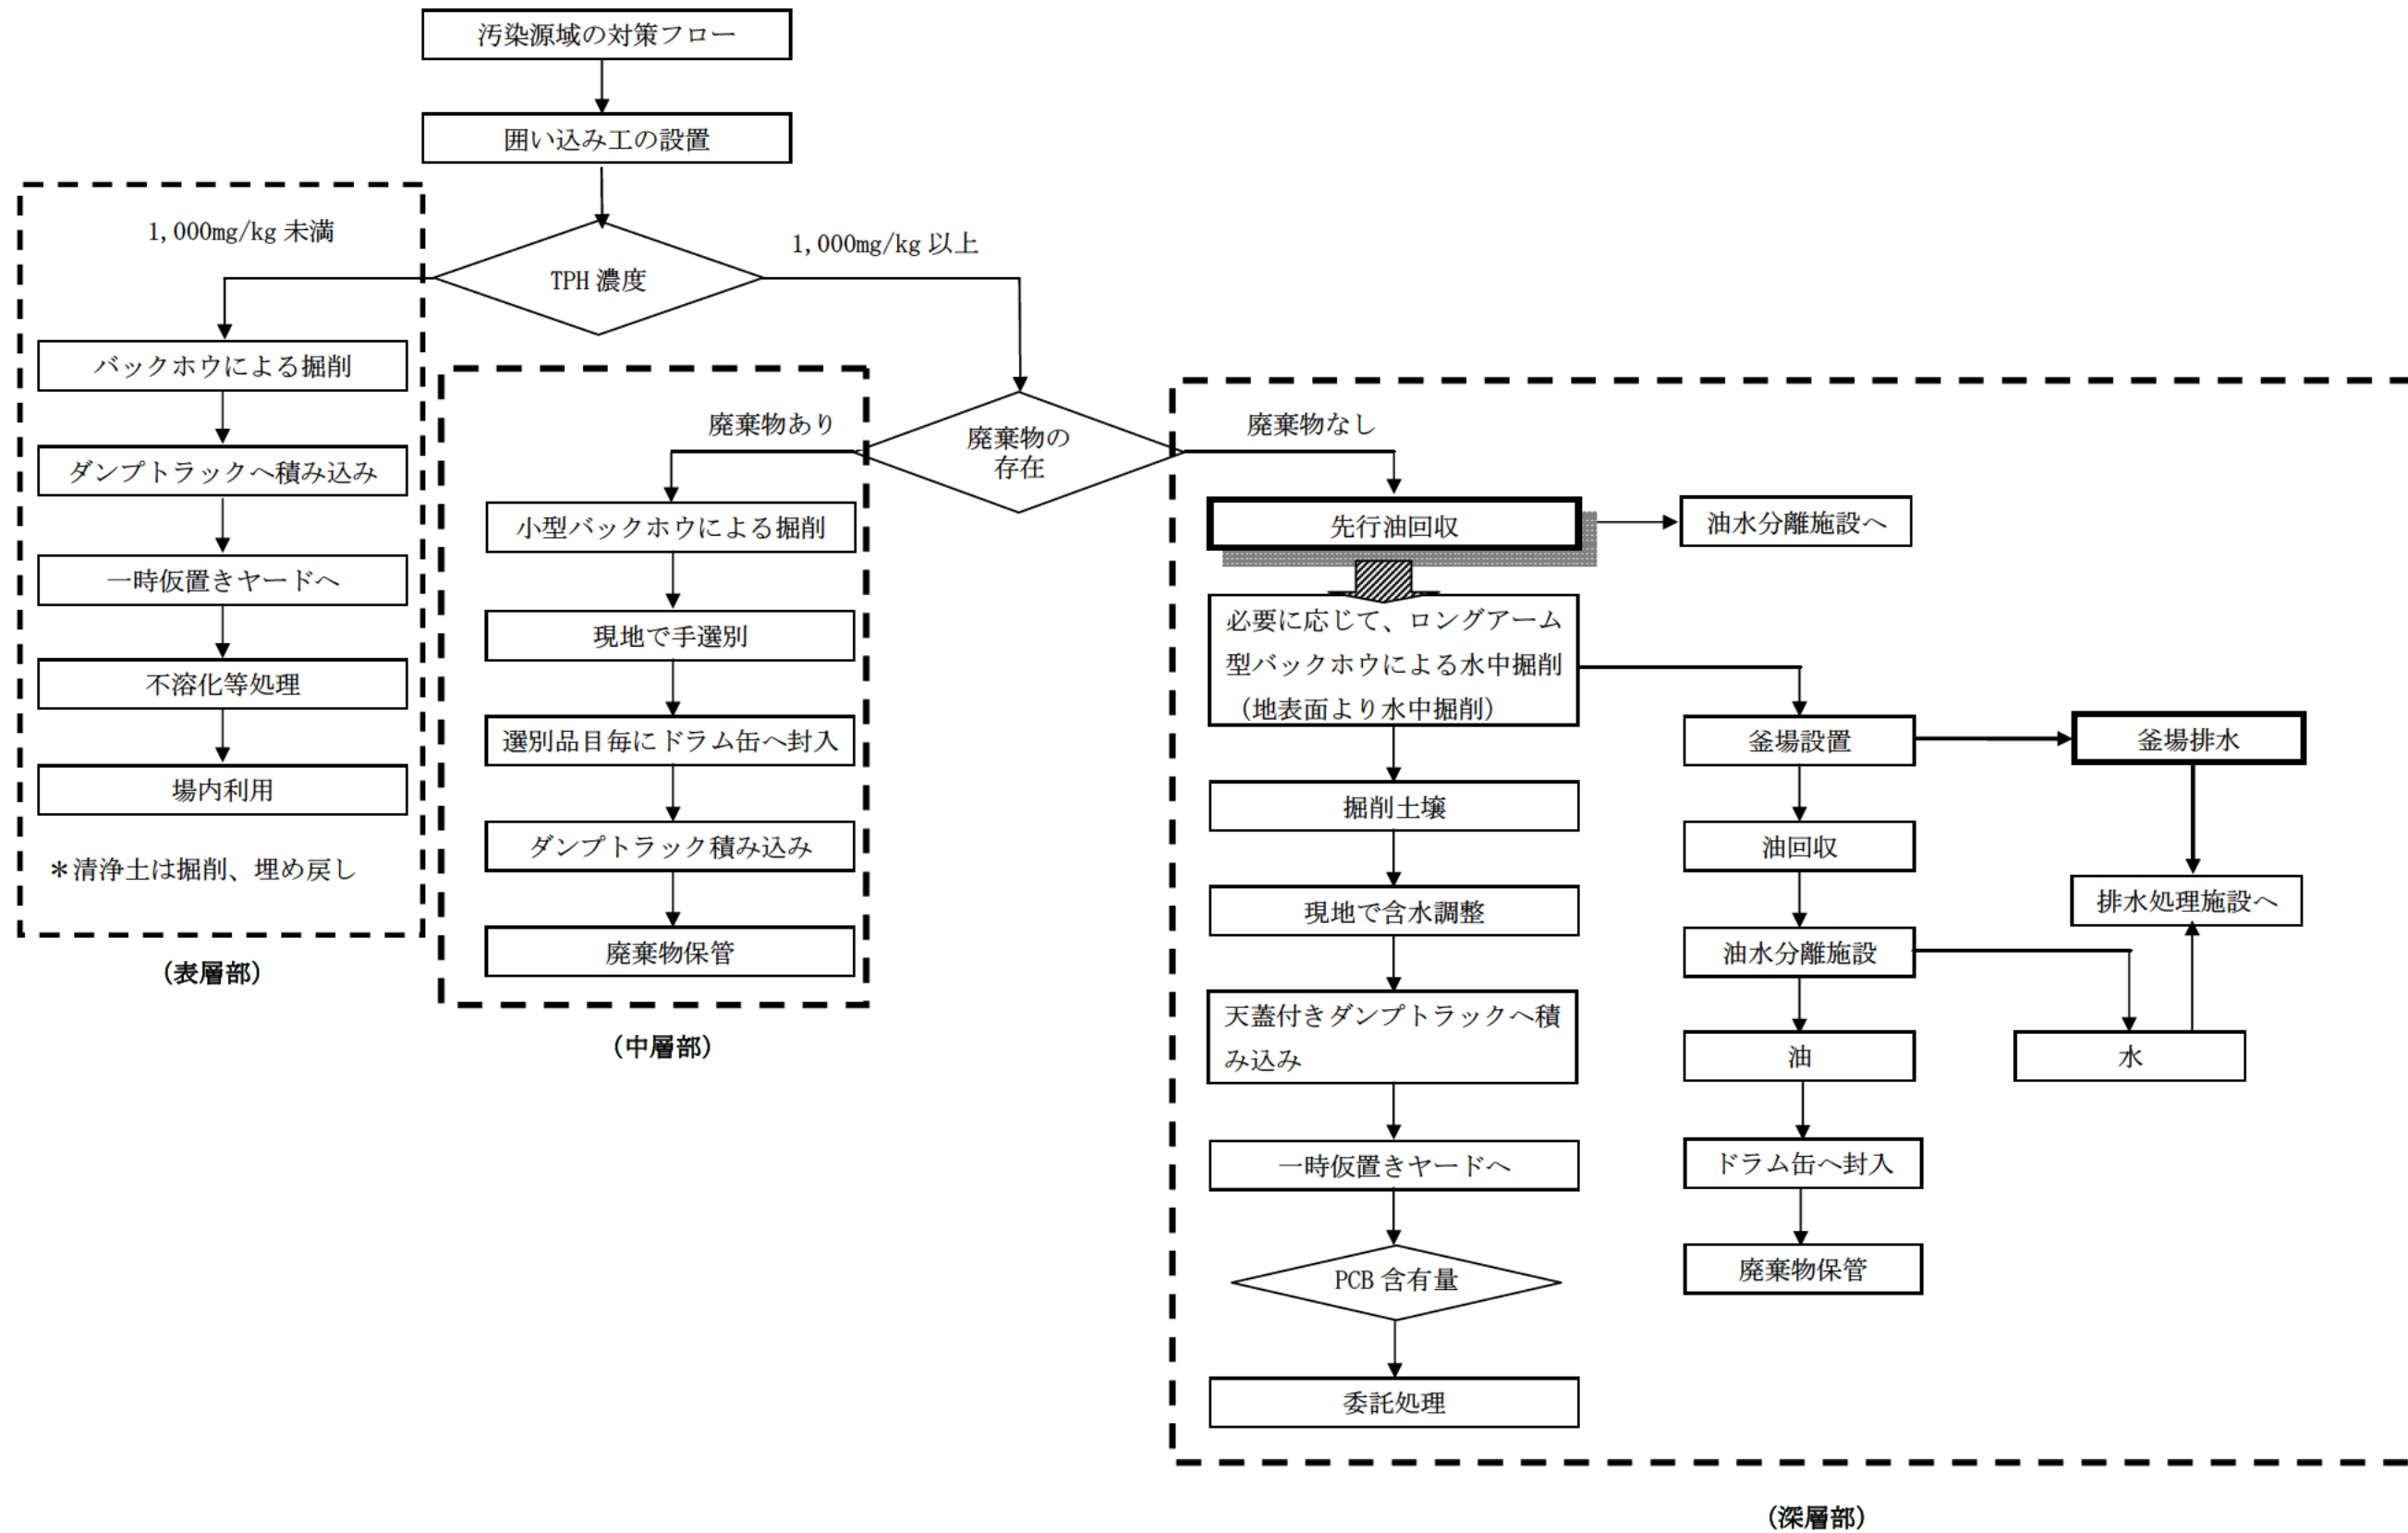 汚染源域の対策フロー
囲い込み工の設置
TPH 濃度
1,000mg/kg 未満
1,000mg/kg 以上
バックホウによる掘削
ダンプトラックへ積み込み
一時仮置きヤードへ
不溶化等処理
場内利用
＊清浄土は掘削、埋め戻し
（表層部）
廃棄物の
存在
廃棄物あり
廃棄物なし
小型バックホウによる掘削
現地で手選別
選別品目毎にドラム缶へ封入
ダンプトラック積み込み
廃棄物保管
（中層部）
先行油回収
油水分離施設へ
必要に応じて、ロングアーム
型バックホウによる水中掘削
（地表面より水中掘削）
掘削土壌
現地で含水調整
天蓋付きダンプトラックへ積
み込み
一時仮置きヤードへ
PCB 含有量
委託処理
釜場設置
釜場排水
油回収
排水処理施設へ
油水分離施設
油
水
ドラム缶へ封入
廃棄物保管
（深層部）